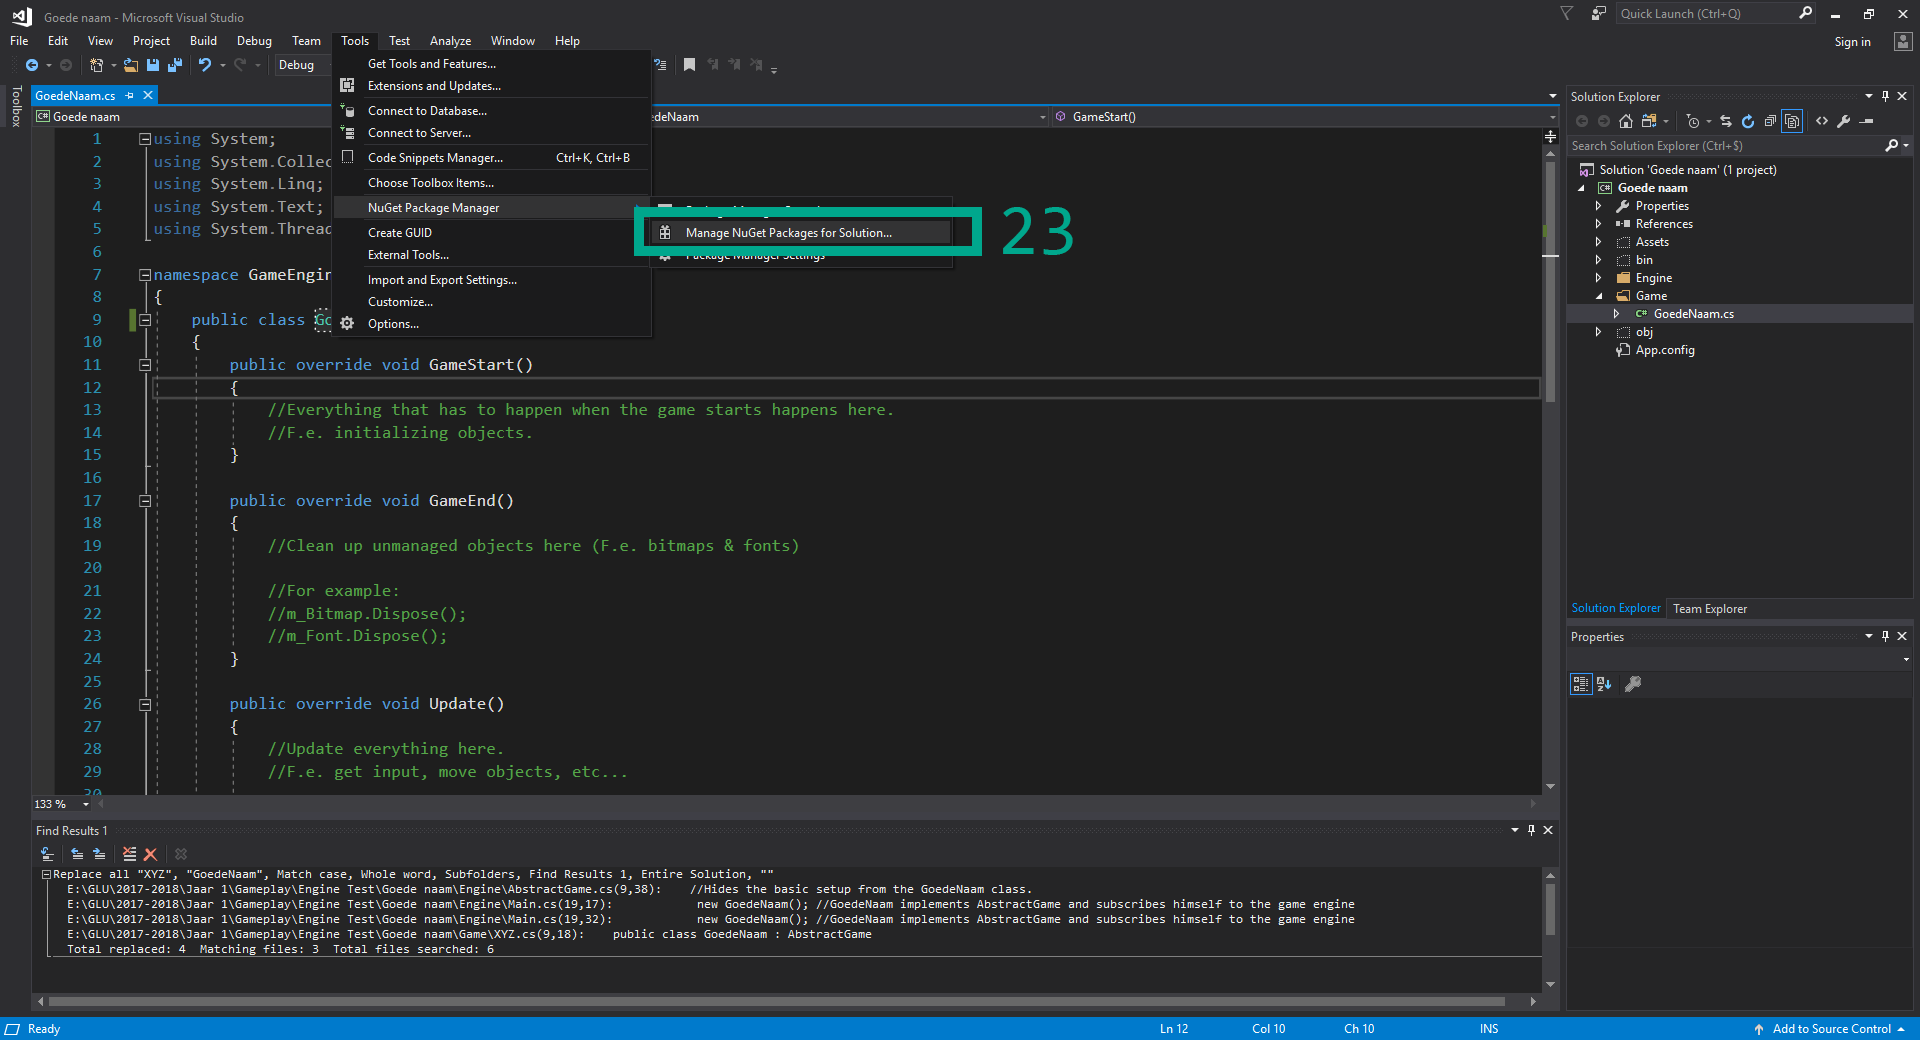 Goede naam - Microsoft Visual Studio
Quick Launch (Ctrl+Q)
File Edit View Project Build Debug Team Tools Test Analyze Window Help
Sign in
Debug
Get Tools and Features...
Extensions and Updates...
Connect to Database...
Connect to Server...
Code Snippets Manager... Ctrl+K, Ctrl+B
Choose Toolbox Items...
NuGet Package Manager
Create GUID
External Tools...
Import and Export Settings...
Customize...
Options...
Manage NuGet Packages for Solution...
Package Manager Settings
23
Toolbox
GoedeNaam.cs
Goede naam
edeNaam
GameStart()
1 using System;
2 using System.Collec
3 using System.Linq;
4 using System.Text;
5 using System.Thread
6
7 namespace GameEngin
8 {
9 public class Go
10 {
11 public override void GameStart()
12 {
13 //Everything that has to happen when the game starts happens here.
14 //F.e. initializing objects.
15 }
16
17 public override void GameEnd()
18 {
19 //Clean up unmanaged objects here (F.e. bitmaps & fonts)
20
21 //For example:
22 //m_Bitmap.Dispose();
23 //m_Font.Dispose();
24 }
25
26 public override void Update()
27 {
28 //Update everything here.
29 //F.e. get input, move objects, etc...
30
133 %
Solution Explorer
Search Solution Explorer (Ctrl+$)
Solution 'Goede naam' (1 project)
Goede naam
Properties
References
Assets
bin
Engine
Game
GoedeNaam.cs
obj
App.config
Solution Explorer Team Explorer
Properties
Find Results 1
Replace all "XYZ", "GoedeNaam", Match case, Whole word, Subfolders, Find Results 1, Entire Solution, ""
E:\GLU\2017-2018\Jaar 1\Gameplay\Engine Test\Goede naam\Engine\AbstractGame.cs(9,38): //Hides the basic setup from the GoedeNaam class.
E:\GLU\2017-2018\Jaar 1\Gameplay\Engine Test\Goede naam\Engine\Main.cs(19,17): new GoedeNaam(); //GoedeNaam implements AbstractGame and subscribes himself to the game engine
E:\GLU\2017-2018\Jaar 1\Gameplay\Engine Test\Goede naam\Engine\Main.cs(19,32): new GoedeNaam(); //GoedeNaam implements AbstractGame and subscribes himself to the game engine
E:\GLU\2017-2018\Jaar 1\Gameplay\Engine Test\Goede naam\Game\XYZ.cs(9,18): public class GoedeNaam : AbstractGame
Total replaced: 4 Matching files: 3 Total files searched: 6
Ready
Ln 12 Col 10 Ch 10 INS
Add to Source Control